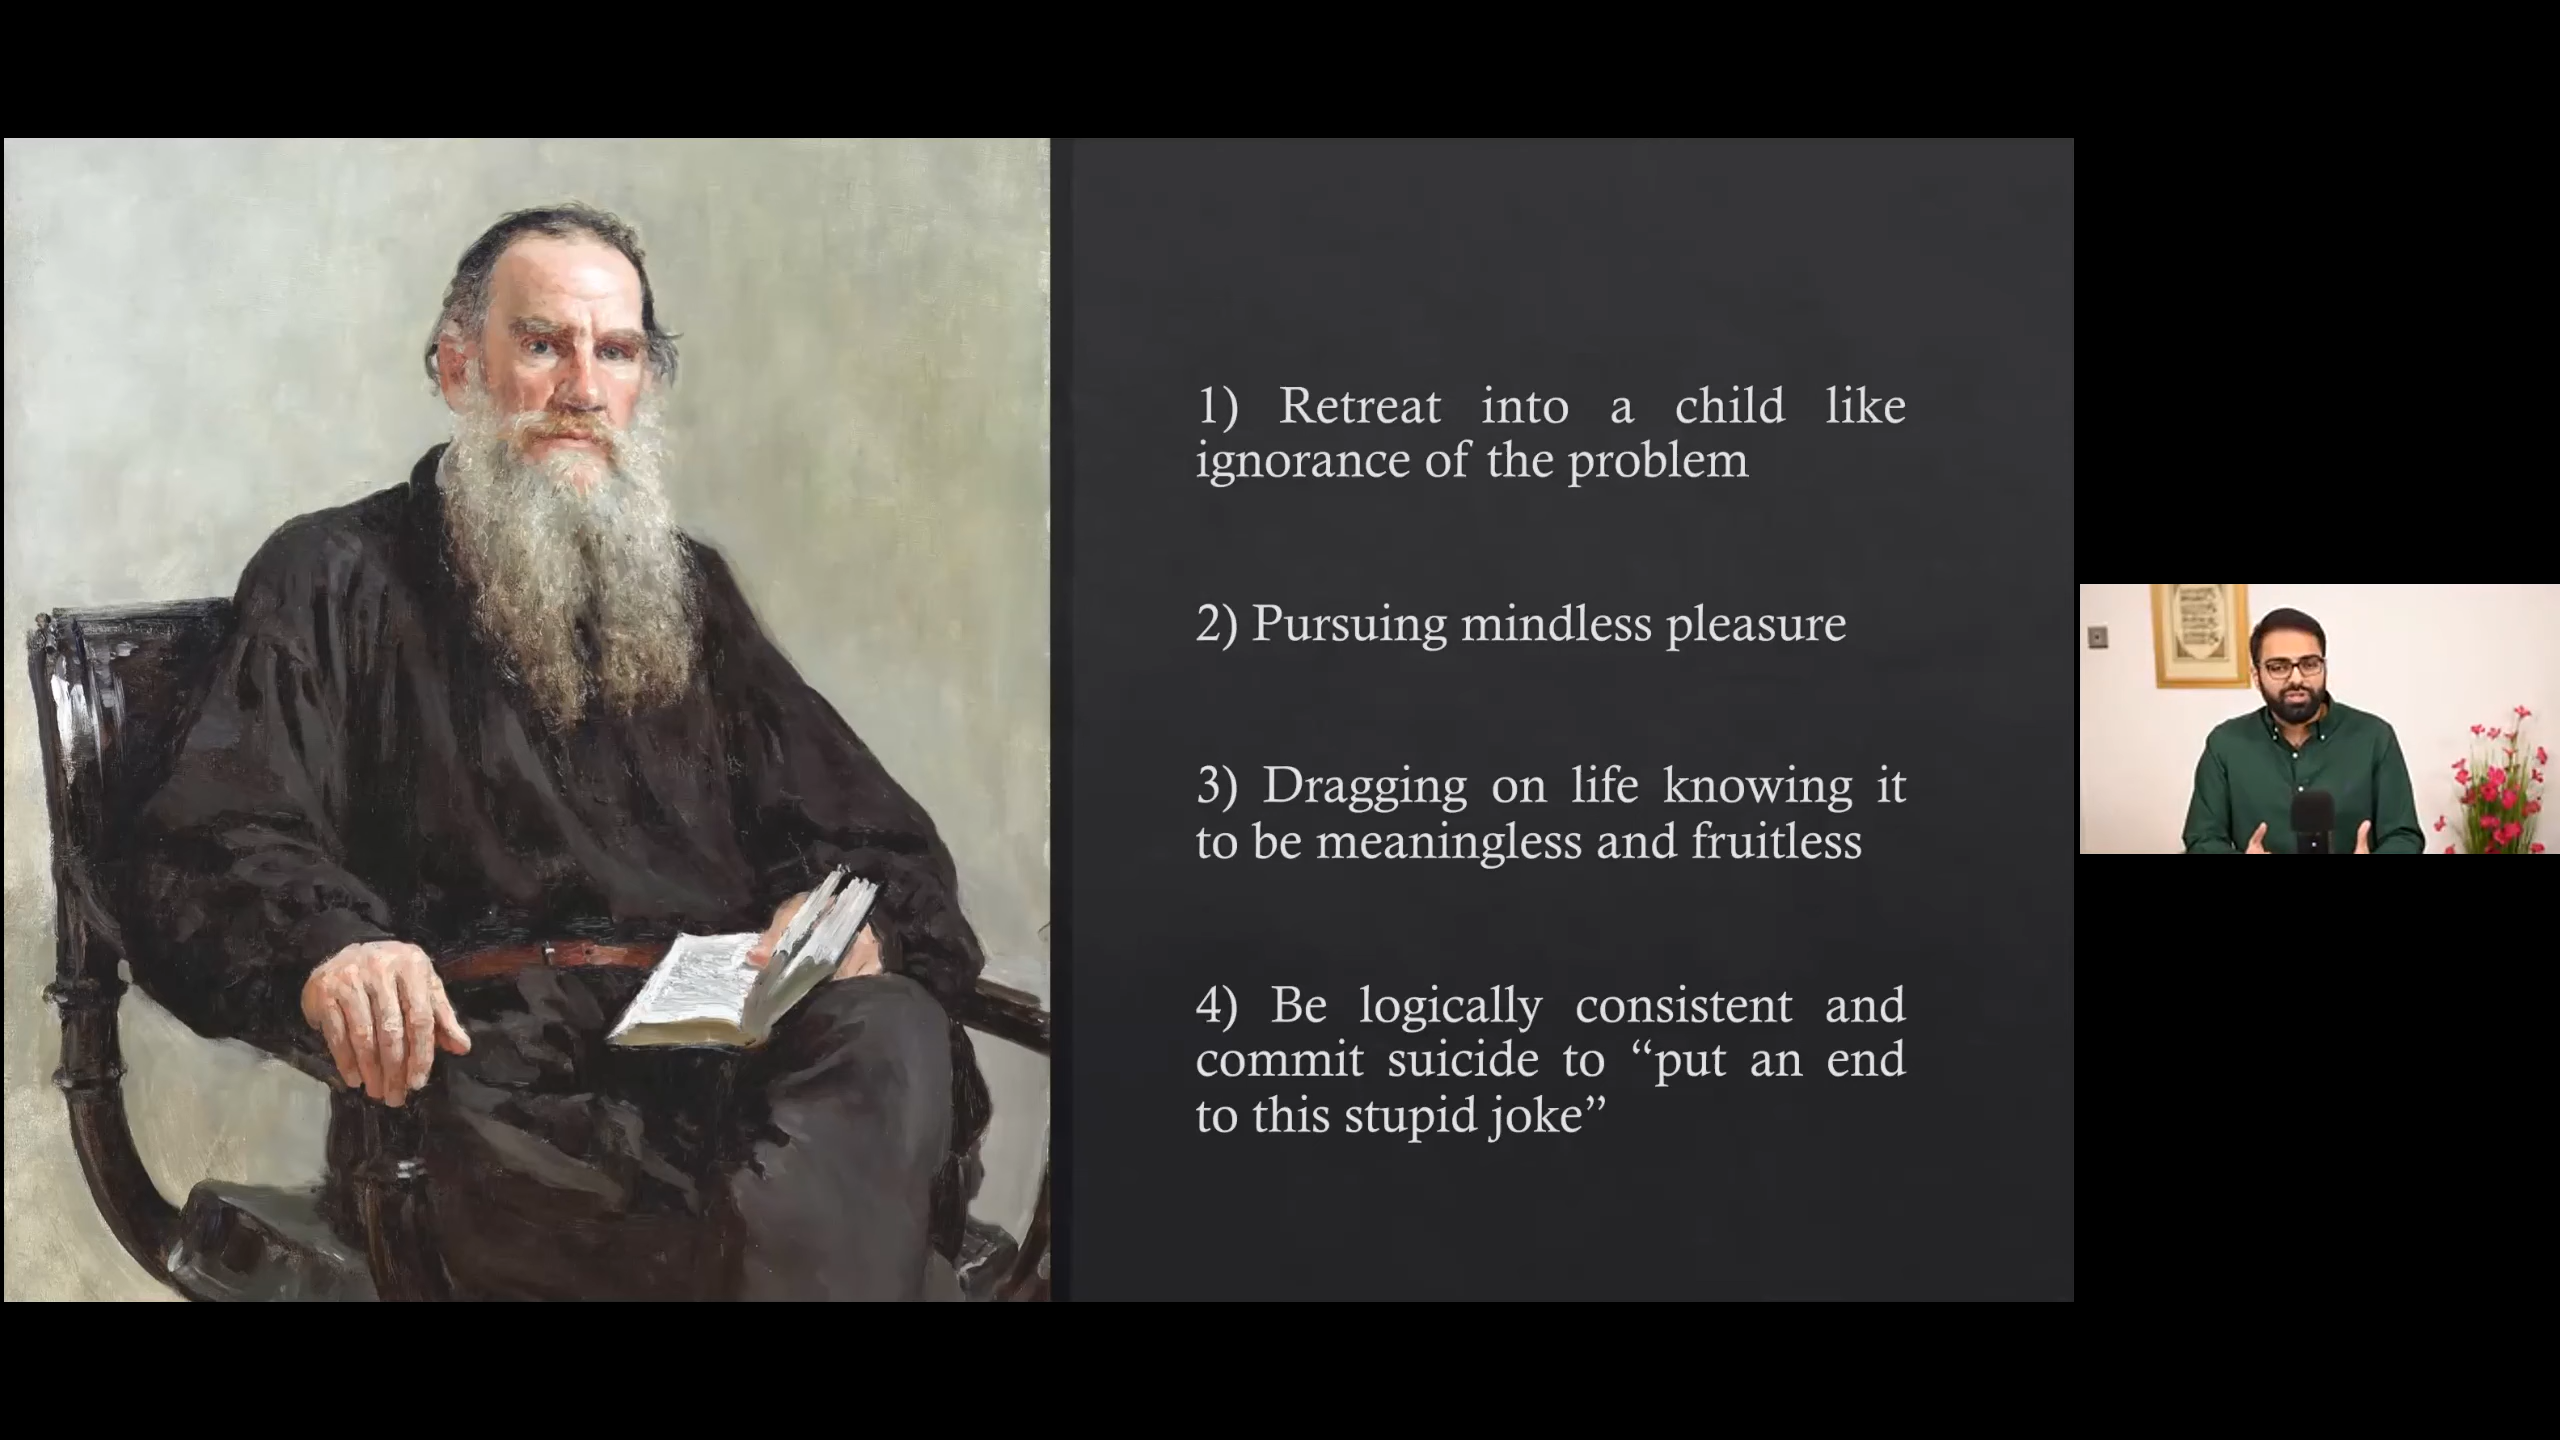 1) Retreat into a child like
ignorance of the problem
2) Pursuing mindless pleasure
3) Dragging on life knowing it
to be meaningless and fruitless
4) Be logically consistent and
commit suicide to “put an end
to this stupid joke”